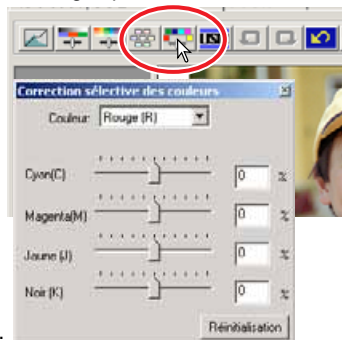 Correction sélective des couleurs
Couleur: Rouge (R)
Cyan(C) 0 %
Magenta(M) 0 %
Jaune (J) 0 %
Noir (K) 0 %
Réinitialisation